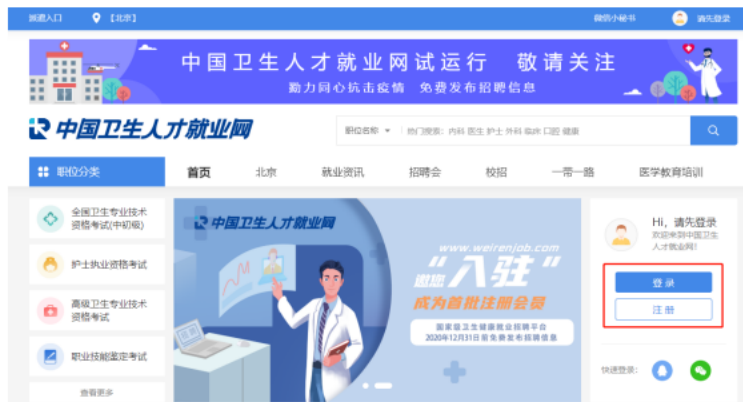 【北京】
微信小秘书
请先登录
中国卫生人才就业网试运行 敬请关注
勠力同心抗击疫情 免费发布招聘信息
中国卫生人才就业网
职位名称
热门搜索：内科 医生 护士 外科 临床 口腔 健康
职位分类
首页
北京
就业资讯
招聘会
校招
一带一路
医学教育培训
全国卫生专业技术
资格考试(中初级)
护士执业资格考试
高级卫生专业技术
资格考试
职业技能鉴定考试
查看更多
中国卫生人才就业网
www.weirenjob.com
邀您“入驻”
成为首批注册会员
国家级卫生健康就业招聘平台
2020年12月31日前免费发布招聘信息
Hi，请先登录
欢迎来到中国卫生
人才就业网！
登录
注册
快速登录：